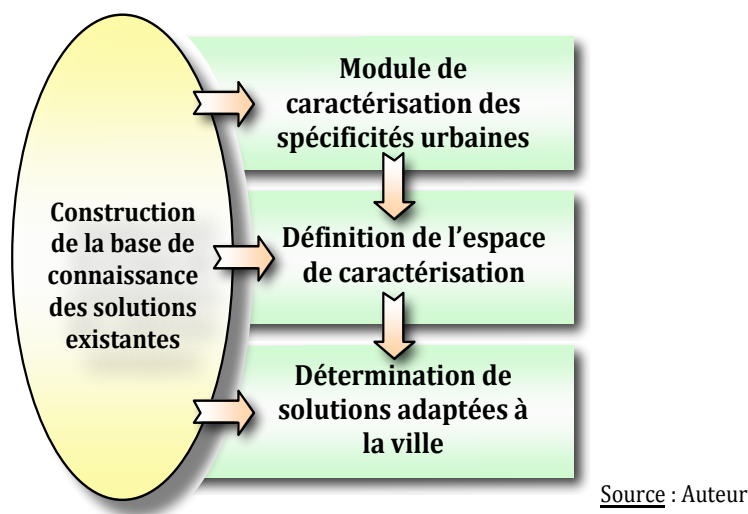 Construction
de la base de
connaissance
des solutions
existantes
Module de
caractérisation des
spécificités urbaines
Définition de l'espace
de caractérisation
Détermination de
solutions adaptées à
la ville
Source : Auteur